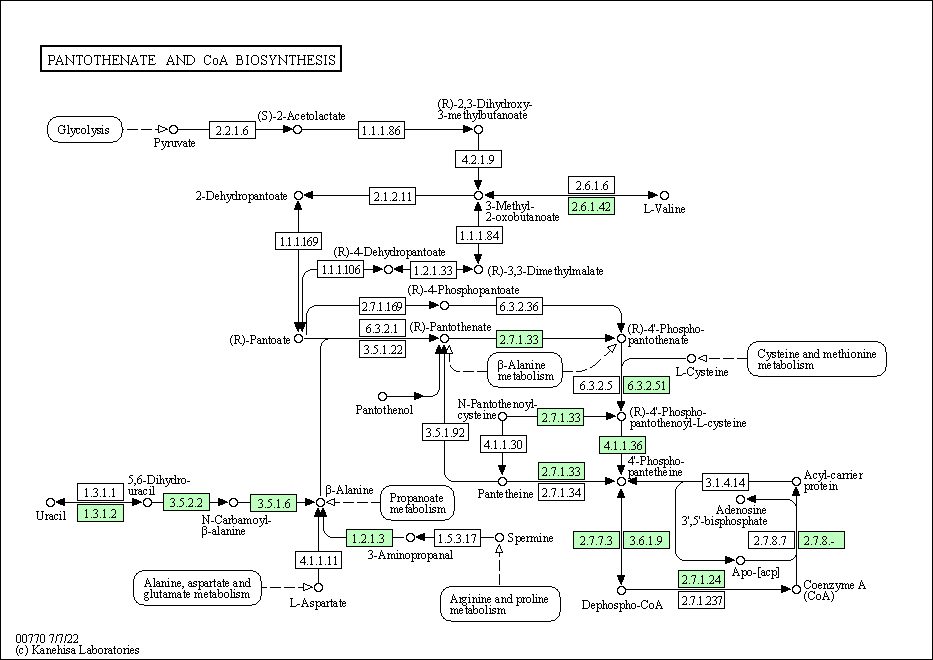 PANTOTHENATE AND CoA BIOSYNTHESIS
Glycolysis
Pyruvate
2.2.1.6
(S)-2-Acetolactate
1.1.1.86
(R)-2,3-Dihydroxy-
3-methylbutanoate
4.2.1.9
2-Dehydropantoate
2.1.2.11
3-Methyl-
2-oxobutanoate
2.6.1.6
2.6.1.42
L-Valine
1.1.1.169
1.1.1.84
(R)-4-Dehydropantoate
1.1.1.106
1.2.1.33
(R)-3,3-Dimethylmalate
(R)-4-Phosphopantoate
2.7.1.169
6.3.2.36
(R)-Pantoate
6.3.2.1
3.5.1.22
(R)-Pantothenate
2.7.1.33
(R)-4'-Phospho-
pantothenate
β-Alanine
metabolism
L-Cysteine
Cysteine and methionine
metabolism
6.3.2.5
6.3.2.51
Pantothenol
N-Pantothenoyl-
cysteine
2.7.1.33
(R)-4'-Phospho-
pantothenoyl-L-cysteine
3.5.1.92
4.1.1.30
4.1.1.36
4'-Phospho-
pantetheine
2.7.1.33
2.7.1.34
Pantetheine
3.1.4.14
Acyl-carrier
protein
Adenosine
3',5'-bisphosphate
5,6-Dihydro-
uracil
1.3.1.1
1.3.1.2
Uracil
3.5.2.2
N-Carbamoyl-
β-alanine
3.5.1.6
β-Alanine
Propanoate
metabolism
1.2.1.3
3-Aminopropanal
1.5.3.17
Spermine
2.7.7.3
3.6.1.9
2.7.8.7
2.7.8.-
Apo-[acp]
4.1.1.11
Alanine, aspartate and
glutamate metabolism
L-Aspartate
Arginine and proline
metabolism
Dephospho-CoA
2.7.1.24
2.7.1.237
Coenzyme A
(CoA)
00770 7/7/22
(c) Kanehisa Laboratories